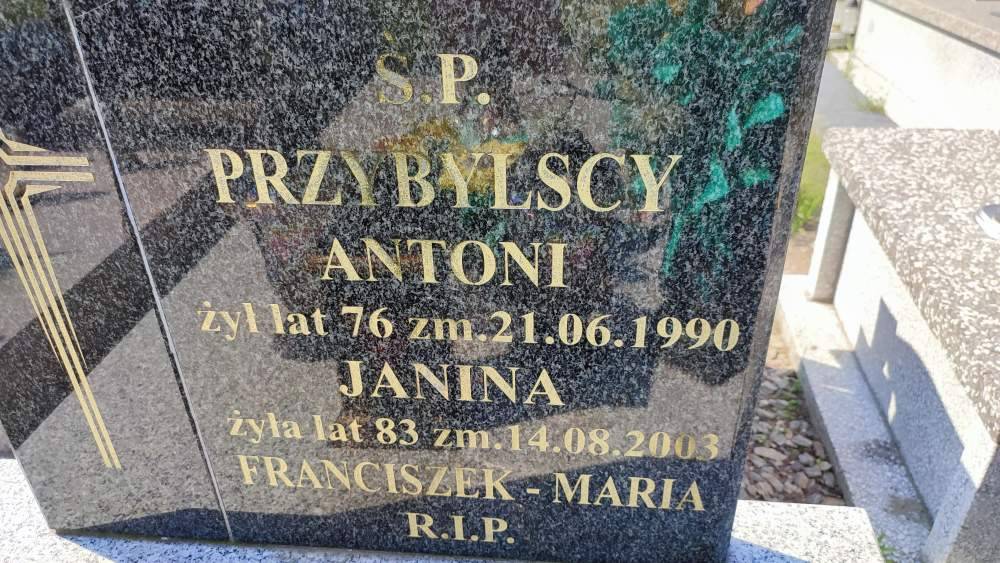 Ś.P.
PRZYBYLSCY
ANTONI
żył lat 76 zm.21.06.1990
JANINA
żyła lat 83 zm.14.08.2003
FRANCISZEK - MARIA
R.I.P.